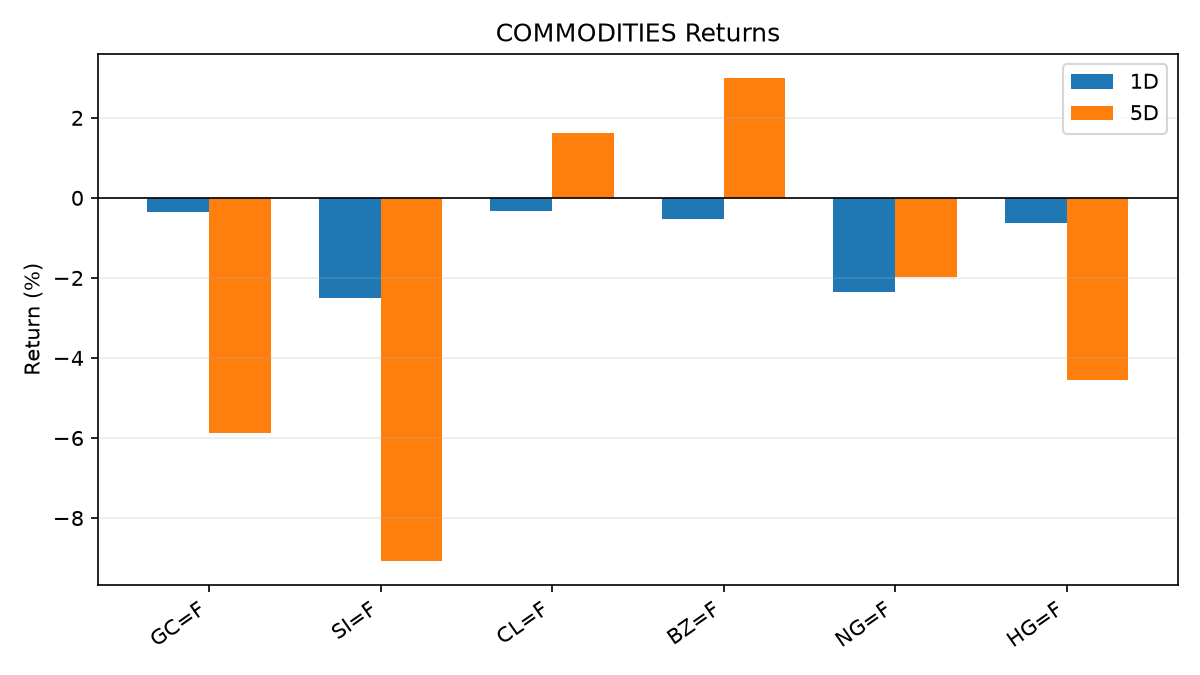 COMMODITIES Returns
1D
5D
Return (%)
2
0
−2
−4
−6
−8
GC=F
SI=F
CL=F
BZ=F
NG=F
HG=F